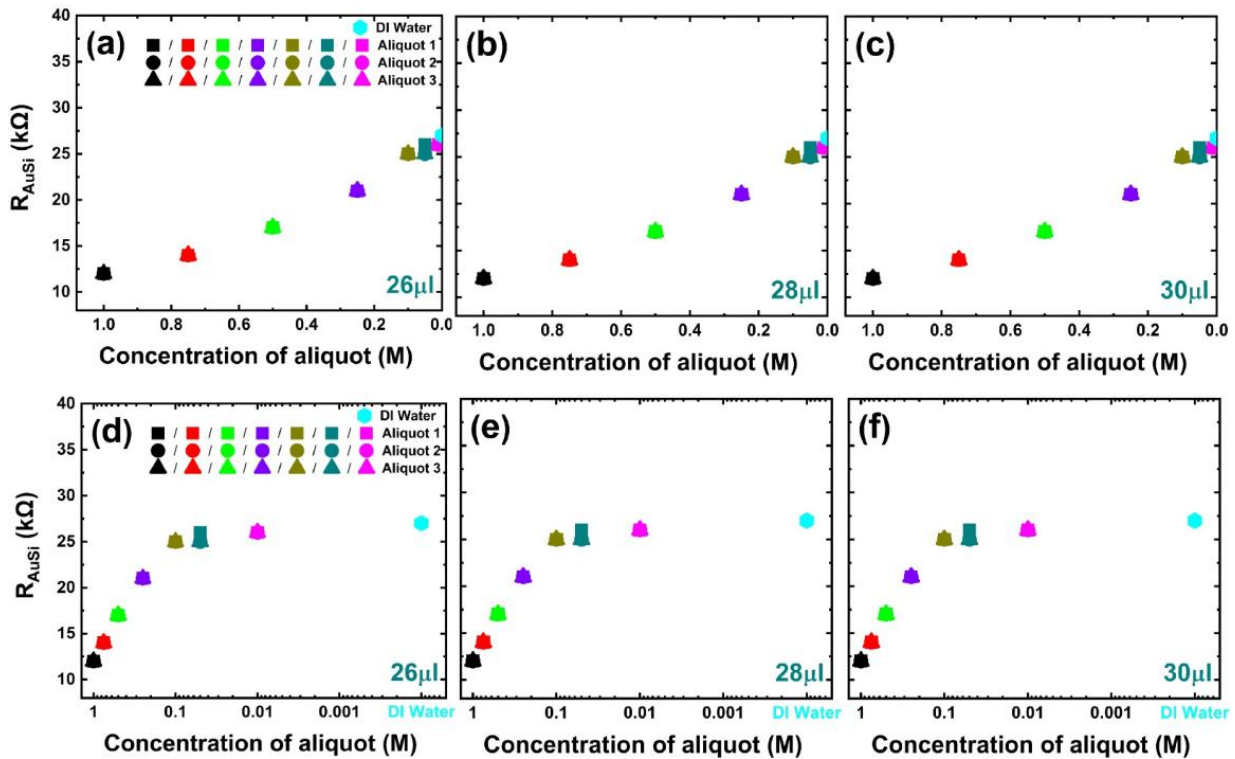 (a)
DI Water
/ / / / / / Aliquot 1
/ / / / / / Aliquot 2
/ / / / / / Aliquot 3
40
35
30
25
20
15
10
R_AuSi (kΩ)
26µl
1.0 0.8 0.6 0.4 0.2 0.0
Concentration of aliquot (M)
(b)
28µl
1.0 0.8 0.6 0.4 0.2 0.0
Concentration of aliquot (M)
(c)
30µl
1.0 0.8 0.6 0.4 0.2 0.0
Concentration of aliquot (M)
(d)
DI Water
/ / / / / / Aliquot 1
/ / / / / / Aliquot 2
/ / / / / / Aliquot 3
40
35
30
25
20
15
10
R_AuSi (kΩ)
26µl
1 0.1 0.01 0.001 DI Water
Concentration of aliquot (M)
(e)
28µl
1 0.1 0.01 0.001 DI Water
Concentration of aliquot (M)
(f)
30µl
1 0.1 0.01 0.001 DI Water
Concentration of aliquot (M)